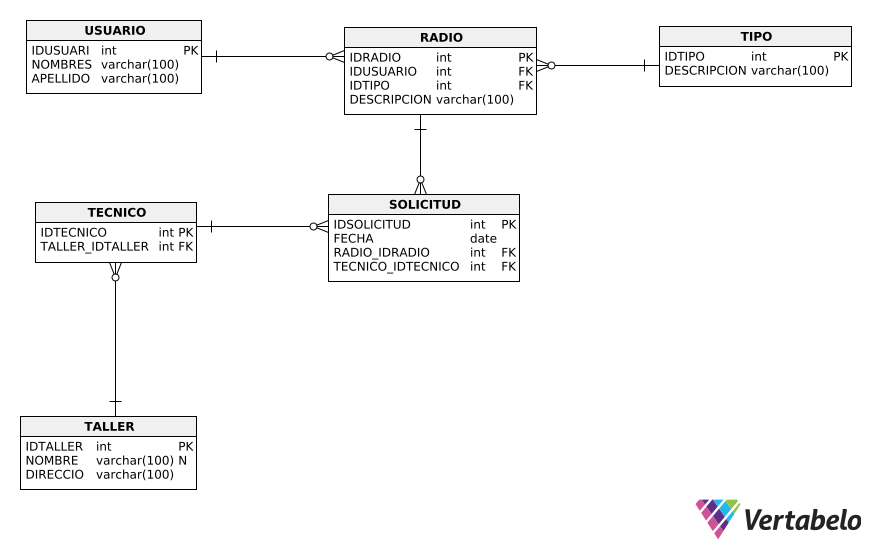 USUARIO
IDUSUARI int PK
NOMBRES varchar(100)
APELLIDO varchar(100)
RADIO
IDRADIO int PK
IDUSUARIO int FK
IDTIPO int FK
DESCRIPCION varchar(100)
TIPO
IDTIPO int PK
DESCRIPCION varchar(100)
TECNICO
IDTECNICO int PK
TALLER_IDTALLER int FK
SOLICITUD
IDSOLICITUD int PK
FECHA date
RADIO_IDRADIO int FK
TECNICO_IDTECNICO int FK
TALLER
IDTALLER int PK
NOMBRE varchar(100) N
DIRECCIO varchar(100)
Vertabelo